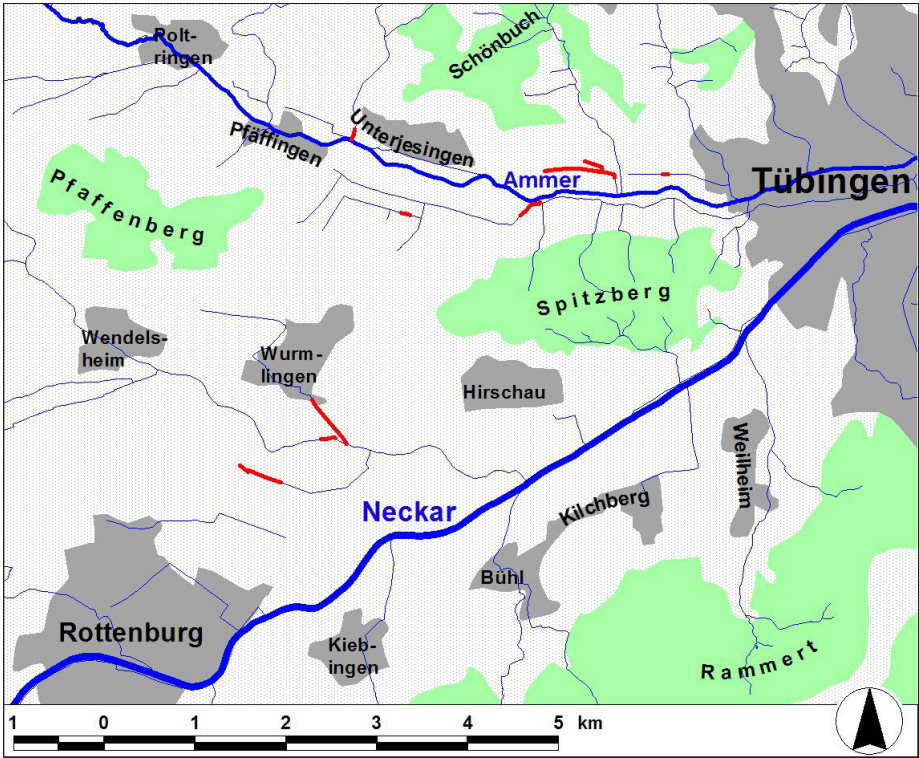 Polt-
ringen
Schönbuch
Pfäffingen
Unterjesingen
Ammer
Tübingen
Pfaffenberg
Spitzberg
Wendels-
heim
Wurm-
lingen
Hirschau
Weilheim
Neckar
Kilchberg
Bühl
Rottenburg
Kieb-
ingen
Rammert
1 0 1 2 3 4 5 km